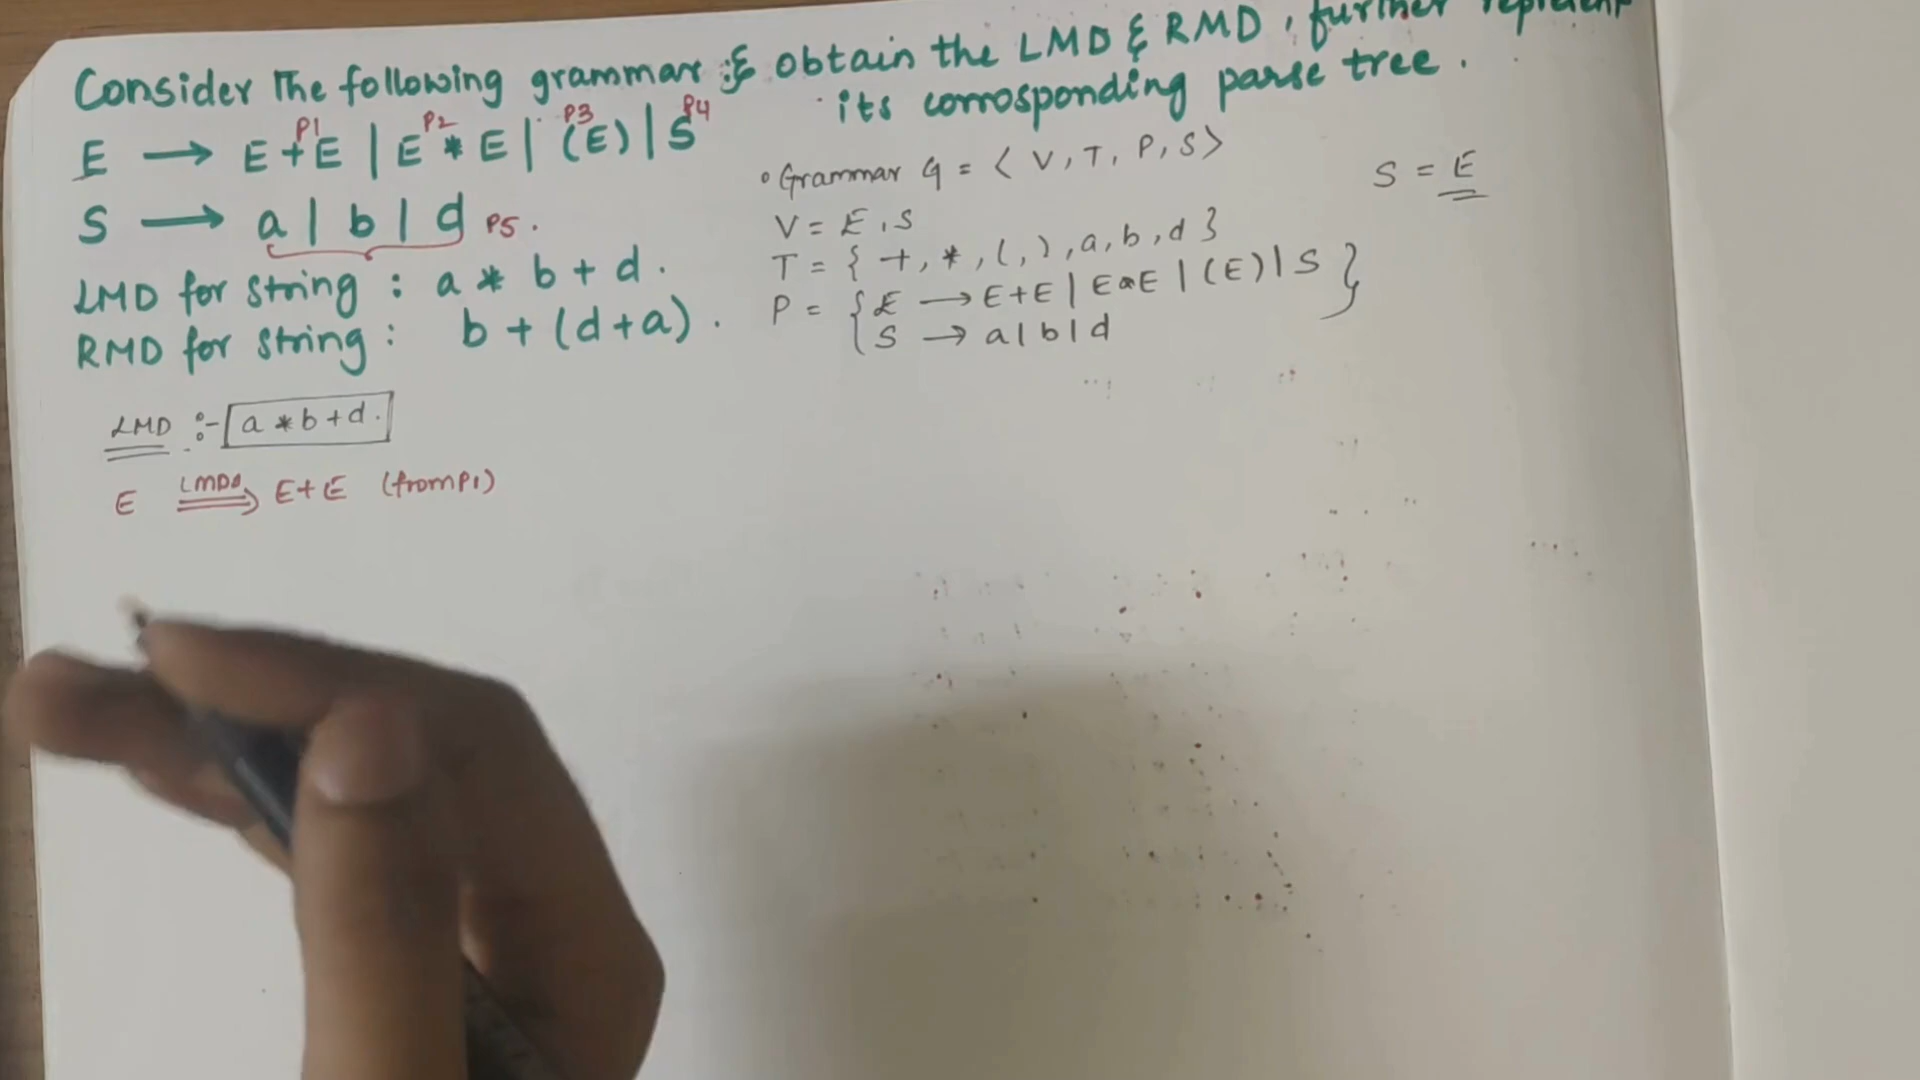 Consider The following grammar & obtain the LMD & RMD, further represent
its corrosponding parse tree.
P1 P2 P3 P4
E → E+E | E * E | (E) | S
S → a | b | d P5.
LMD for string : a * b + d.
RMD for string : b + (d+a).
Grammar G = < V, T, P, S >
S = E
V = E, S
T = { +, *, (, ), a, b, d }
P = { E → E+E | E*E | (E) | S }
S → a | b | d
LMD :- a * b + d.
E LMD ⇒ E+E (from P1)